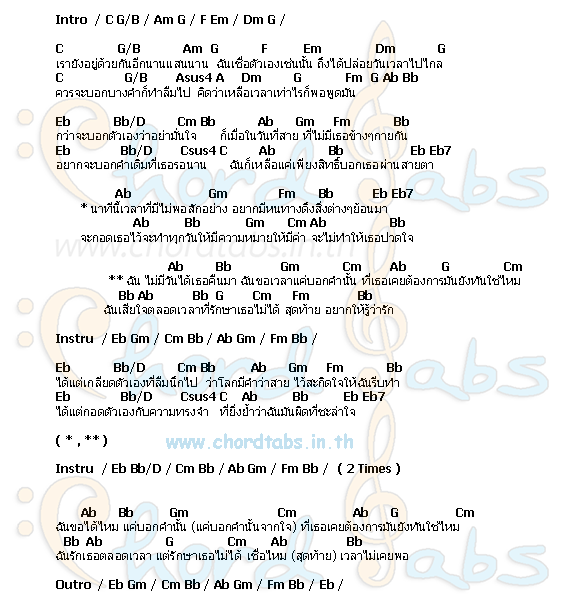 Intro / C G/B / Am G / F Em / Dm G /
C G/B Am G F Em Dm G
เรายังอยู่ด้วยกันอีกนานแสนนาน ฉันเชื่อตัวเองเช่นนั้น ถึงได้ปล่อยวันเวลาไปไกล
C G/B Asus4 A Dm G Fm G Ab Bb
ควรจะบอกบางคำก็ทำลืมไป คิดว่าเหลือเวลาเท่าไรก็พอพูดมัน
Eb Bb/D Cm Bb Ab Gm Fm Bb
กว่าจะบอกตัวเองว่าอย่ามั่นใจ ก็เมื่อในวันที่สาย ที่ไม่มีเธอข้างๆกายกัน
Eb Bb/D Csus4 C Ab Bb Eb Eb7
อยากจะบอกคำเดิมที่เธอรอนาน ฉันก็เหลือแค่เพียงสิทธิ์บอกเธอผ่านสายตา
Ab Gm Fm Bb Eb Eb7
* นาทีนี้เวลาที่มีไม่พอสักอย่าง อยากมีหนทางดึงสิ่งต่างๆย้อนมา
Ab Bb Gm Cm Ab Bb
จะกอดเธอไว้จะทำทุกวันให้มีความหมายให้มีค่า จะไม่ทำให้เธอปวดใจ
www.chordtabs.in.th
Ab Bb Gm Cm Ab G Cm
** ฉัน ไม่มีวันได้เธอคืนมา ฉันขอเวลาแค่บอกคำนั้น ที่เธอเคยต้องการมันยังทันใช้ไหม
Bb Ab Bb G Cm Fm Bb
ฉันเสียใจตลอดเวลาที่รักษาเธอไม่ได้ สุดท้าย อยากให้รู้ว่ารัก
Instru / Eb Gm / Cm Bb / Ab Gm / Fm Bb /
Eb Bb/D Cm Bb Ab Gm Fm Bb
ได้แต่เกลียดตัวเองที่ลืมนึกไป ว่าโลกมีคำว่าสาย ไว้สะกิดใจให้ฉันรีบทำ
Eb Bb/D Csus4 C Ab Bb Eb Eb7
ได้แต่กอดตัวเองกับความทรงจำ ที่ยิ่งย้ำว่าฉันมันผิดที่ชะล่าใจ
( * , ** )
www.chordtabs.in.th
Instru / Eb Bb/D / Cm Bb / Ab Gm / Fm Bb / ( 2 Times )
Ab Bb Gm Cm Ab G Cm
ฉันขอได้ไหม แค่บอกคำนั้น (แค่บอกคำนั้นจากใจ) ที่เธอเคยต้องการมันยังทันใช่ไหม
Bb Ab G Cm Ab Bb
ฉันรักเธอตลอดเวลา แต่รักษาเธอไม่ได้ เชื่อไหม (สุดท้าย) เวลาไม่เคยพอ
Outro / Eb Gm / Cm Bb / Ab Gm / Fm Bb / Eb /